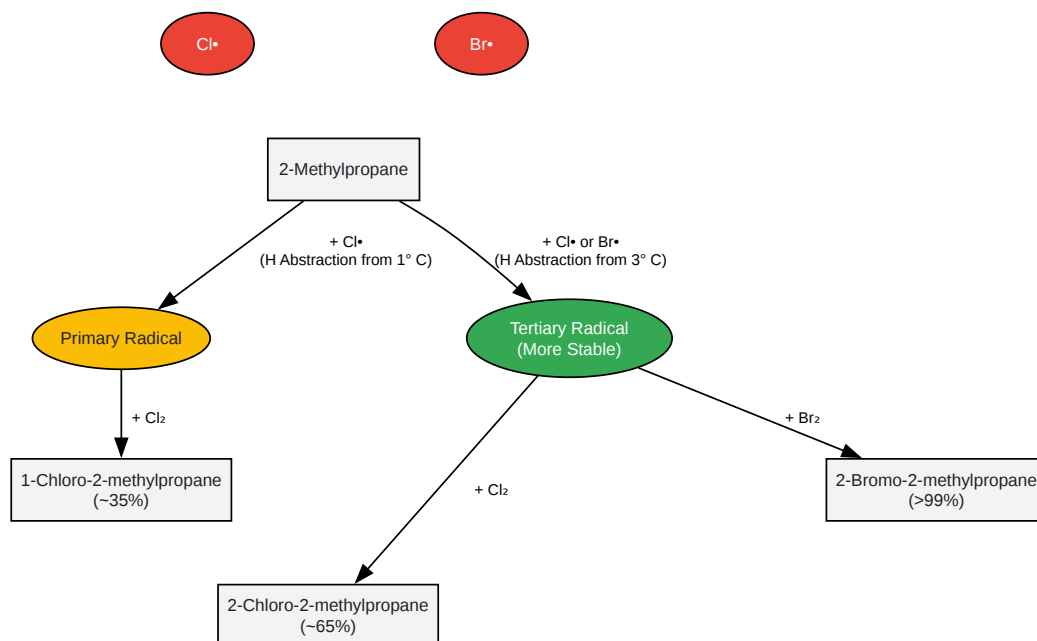 Cl•
Br•
2-Methylpropane
+ Cl•
(H Abstraction from 1° C)
+ Cl• or Br•
(H Abstraction from 3° C)
Primary Radical
Tertiary Radical
(More Stable)
+ Cl₂
+ Br₂
1-Chloro-2-methylpropane
(~35%)
+ Cl₂
2-Bromo-2-methylpropane
(>99%)
2-Chloro-2-methylpropane
(~65%)